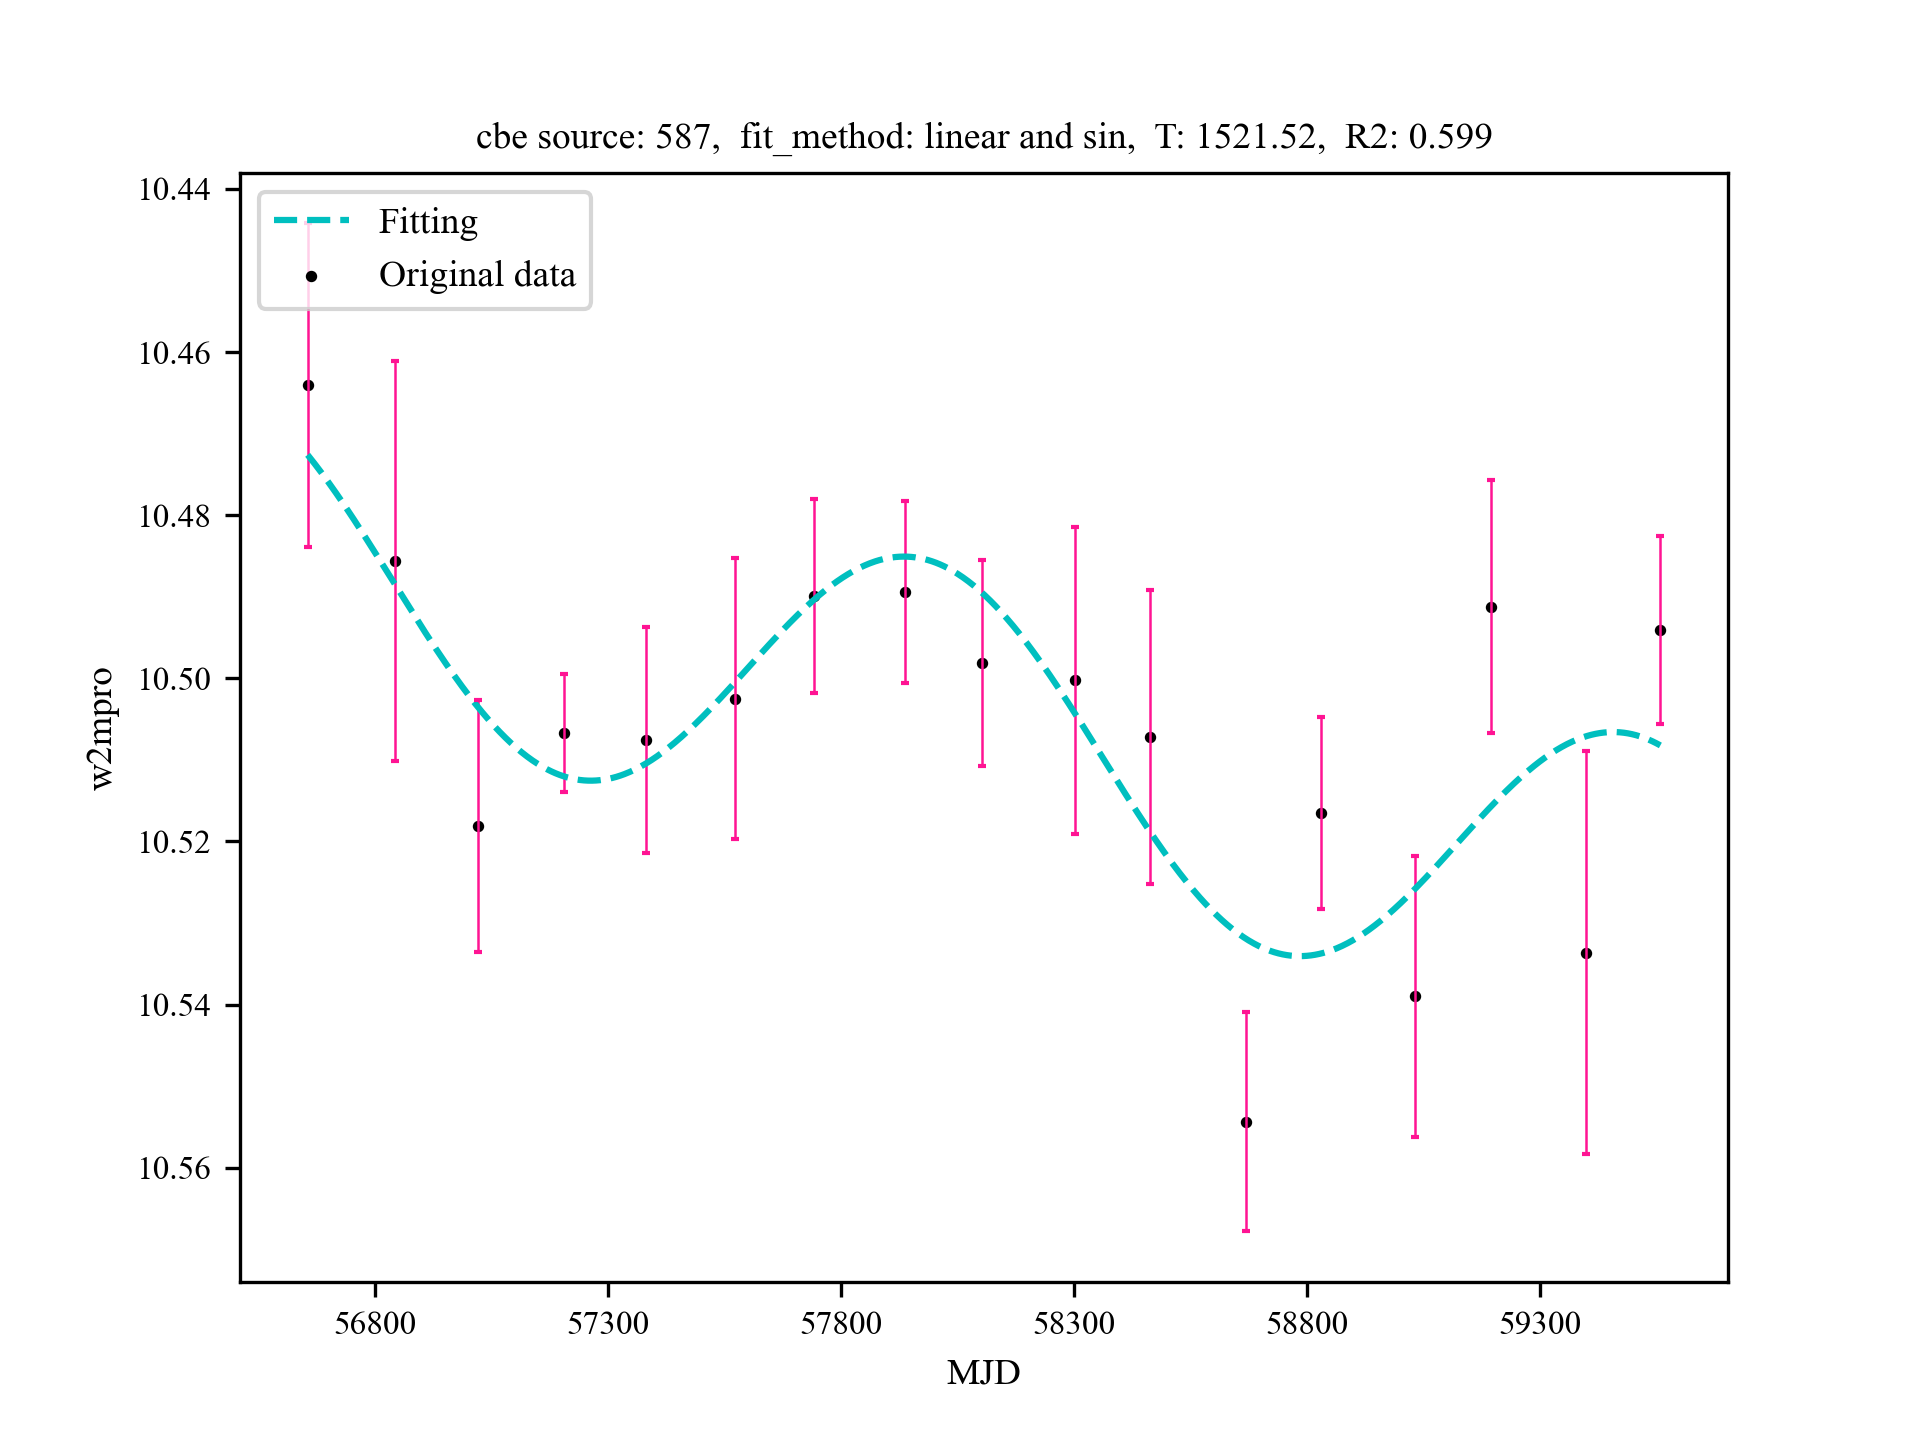 cbe source: 587, fit_method: linear and sin, T: 1521.52, R2: 0.599
Fitting
Original data
10.44
10.46
10.48
10.50
10.52
10.54
10.56
w2mpro
56800 57300 57800 58300 58800 59300
MJD